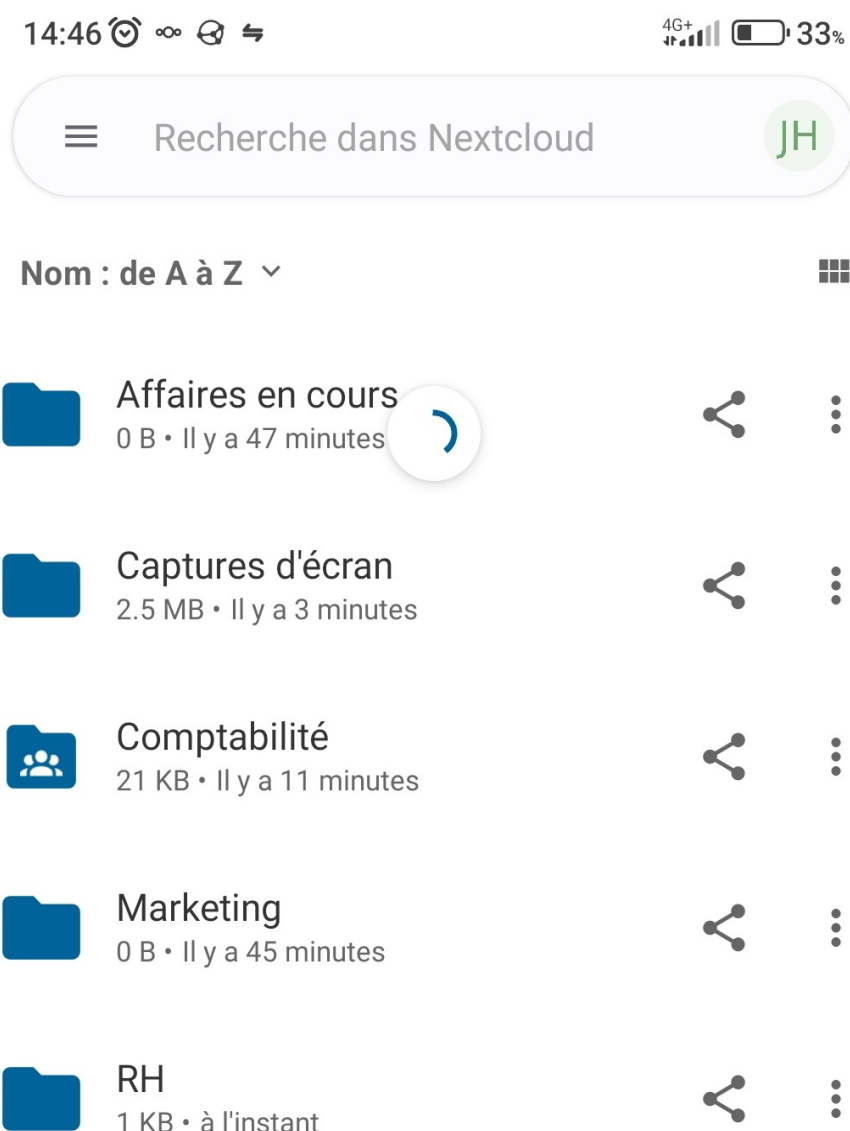 14:46
4G+
33%
Recherche dans Nextcloud
JH
Nom : de A à Z
Affaires en cours
0 B • Il y a 47 minutes
Captures d'écran
2.5 MB • Il y a 3 minutes
Comptabilité
21 KB • Il y a 11 minutes
Marketing
0 B • Il y a 45 minutes
RH
1 KB • à l'instant